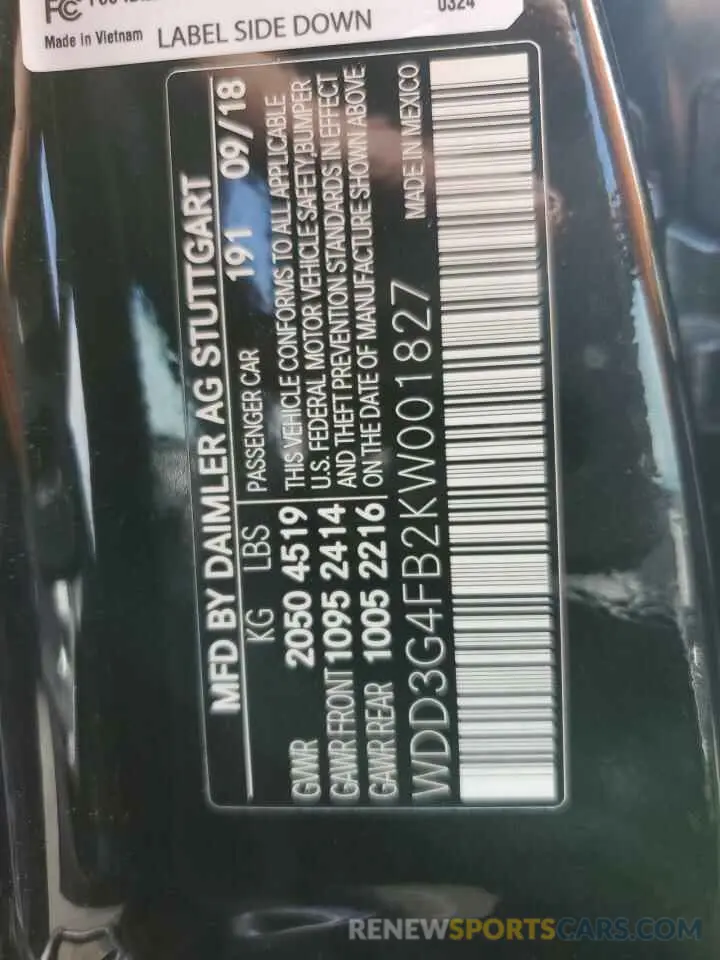 FC
0324
Made in Vietnam LABEL SIDE DOWN
MFD BY DAIMLER AG STUTTGART
191 09/18
KG LBS PASSENGER CAR
GVWR 2050 4519
GAWR FRONT 1095 2414
GAWR REAR 1005 2216
THIS VEHICLE CONFORMS TO ALL APPLICABLE
U.S. FEDERAL MOTOR VEHICLE SAFETY, BUMPER
AND THEFT PREVENTION STANDARDS IN EFFECT
ON THE DATE OF MANUFACTURE SHOWN ABOVE.
WDD3G4FB2KW001827 MADE IN MEXICO
RENEWSPORTSCARS.COM